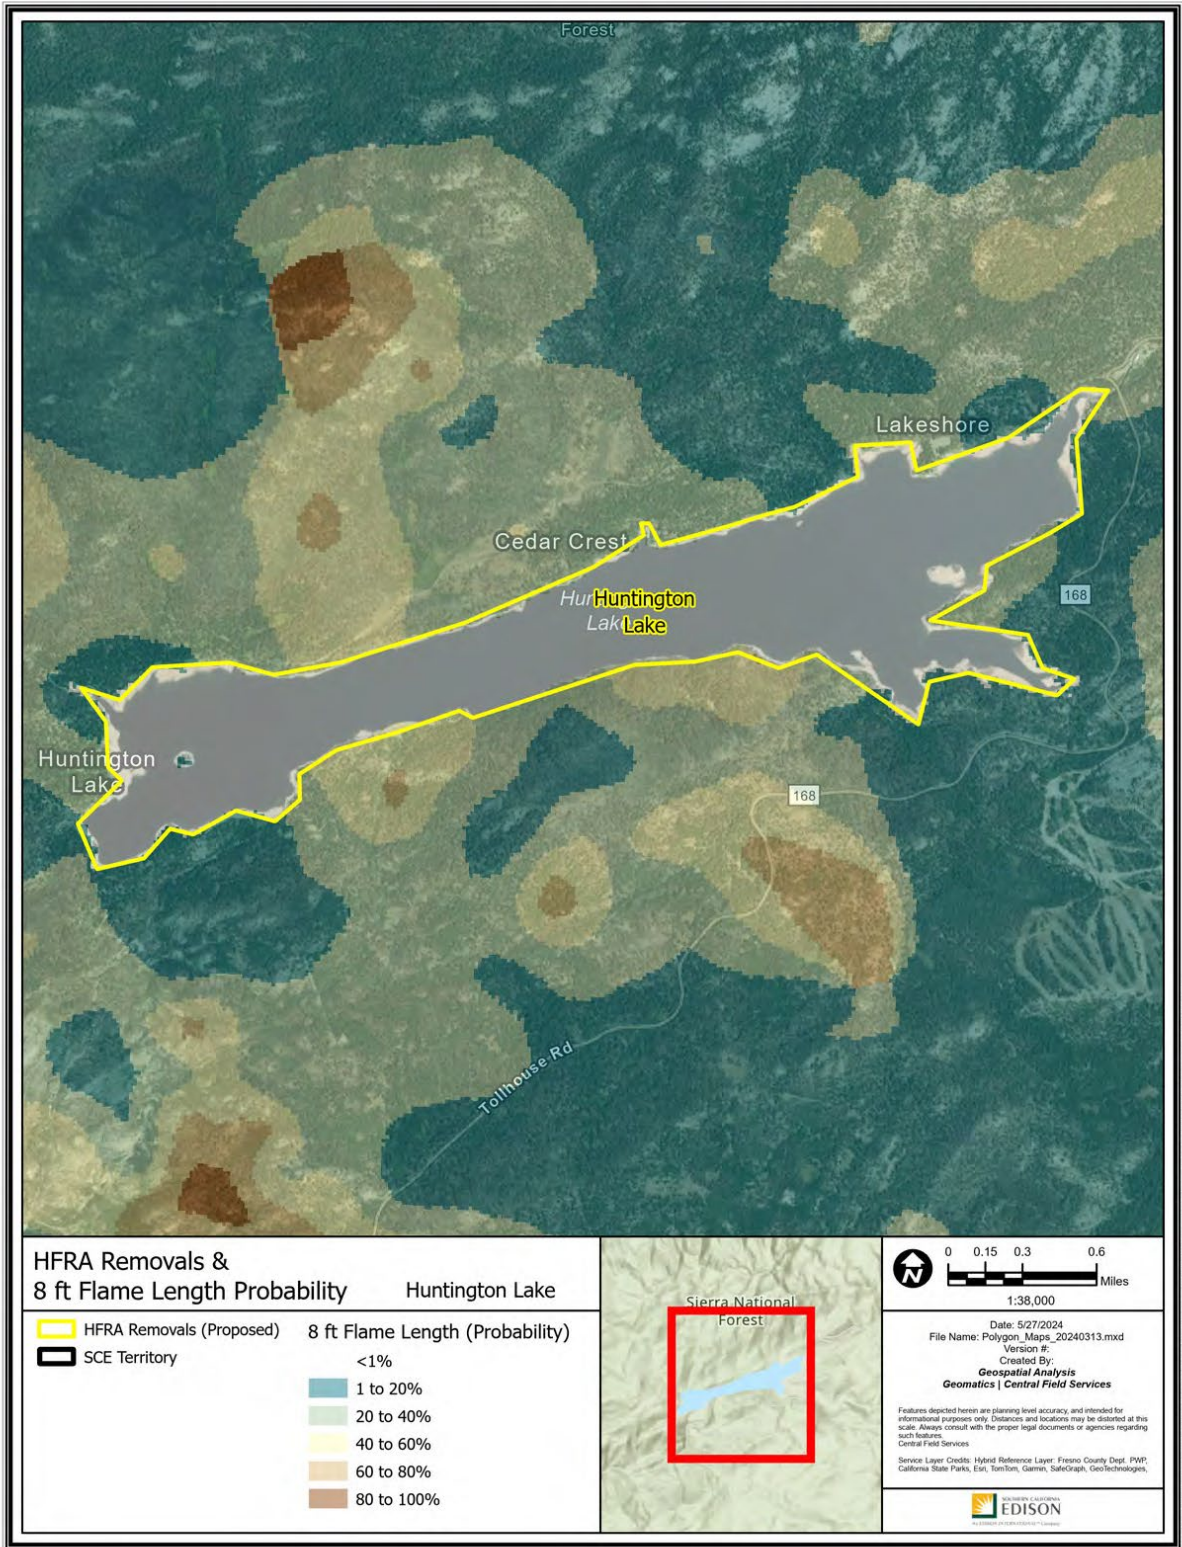 Forest
Lakeshore
Cedar Crest
Huntington
Lake
168
Huntington
Lake
168
Tollhouse Rd
HFRA Removals &
8 ft Flame Length Probability
Huntington Lake
HFRA Removals (Proposed)
SCE Territory
8 ft Flame Length (Probability)
<1%
1 to 20%
20 to 40%
40 to 60%
60 to 80%
80 to 100%
Sierra National
Forest
N
0 0.15 0.3 0.6
Miles
1:38,000
Date: 5/27/2024
File Name: Polygon_Maps_20240313.mxd
Version #:
Created By:
Geospatial Analysis
Geomatics | Central Field Services
Features depicted herein are planning level accuracy, and intended for
informational purposes only. Distances and locations may be distorted at this
scale. Always consult with the proper legal documents or agencies regarding
such features.
Central Field Services
Service Layer Credits: Hybrid Reference Layer: Fresno County Dept. PWP,
California State Parks, Esri, TomTom, Garmin, SafeGraph, GeoTechnologies,
SOUTHERN CALIFORNIA
EDISON